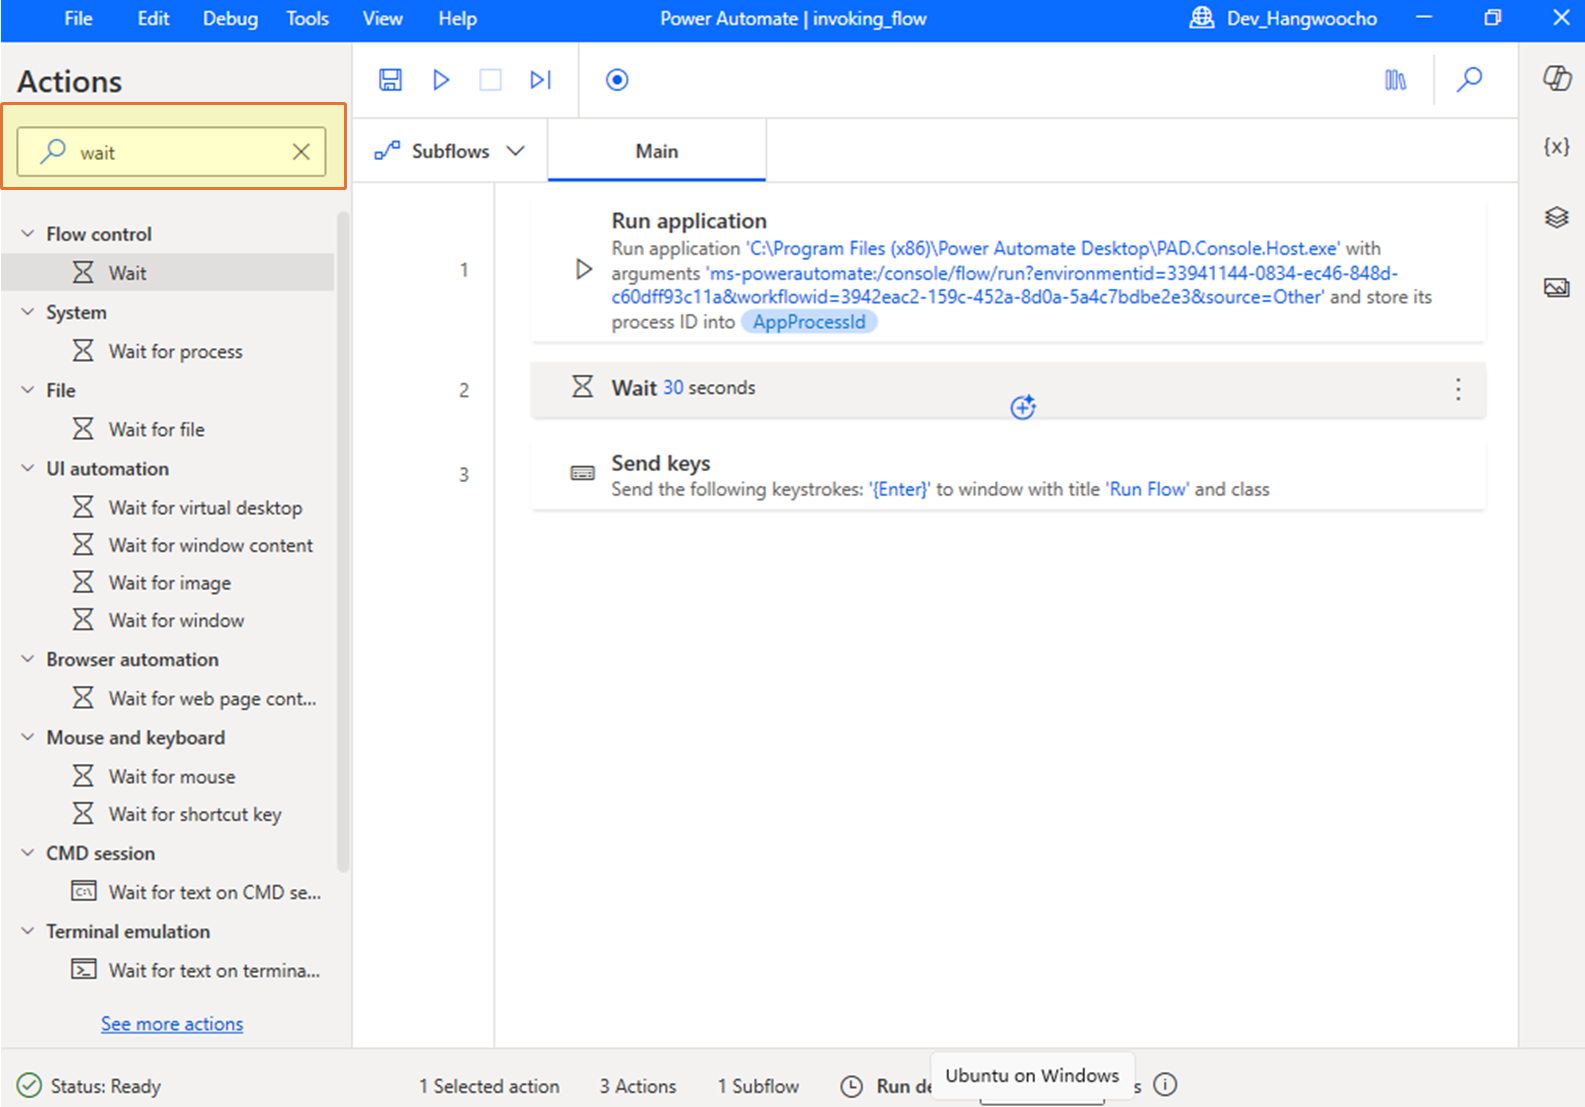 File Edit Debug Tools View Help Power Automate | invoking_flow Dev_Hangwoocho
Actions
wait
Flow control
Wait
System
Wait for process
File
Wait for file
UI automation
Wait for virtual desktop
Wait for window content
Wait for image
Wait for window
Browser automation
Wait for web page cont...
Mouse and keyboard
Wait for mouse
Wait for shortcut key
CMD session
C:\
Wait for text on CMD se...
Terminal emulation
Wait for text on termina...
See more actions
Subflows Main
{x}
1
Run application
Run application 'C:\Program Files (x86)\Power Automate Desktop\PAD.Console.Host.exe' with
arguments 'ms-powerautomate:/console/flow/run?environmentid=33941144-0834-ec46-848d-
c60dff93c11a&workflowid=3942eac2-159c-452a-8d0a-5a4c7bdbe2e3&source=Other' and store its
process ID into AppProcessId
2
Wait 30 seconds
3
Send keys
Send the following keystrokes: '{Enter}' to window with title 'Run Flow' and class
Status: Ready 1 Selected action 3 Actions 1 Subflow Run
Ubuntu on Windows